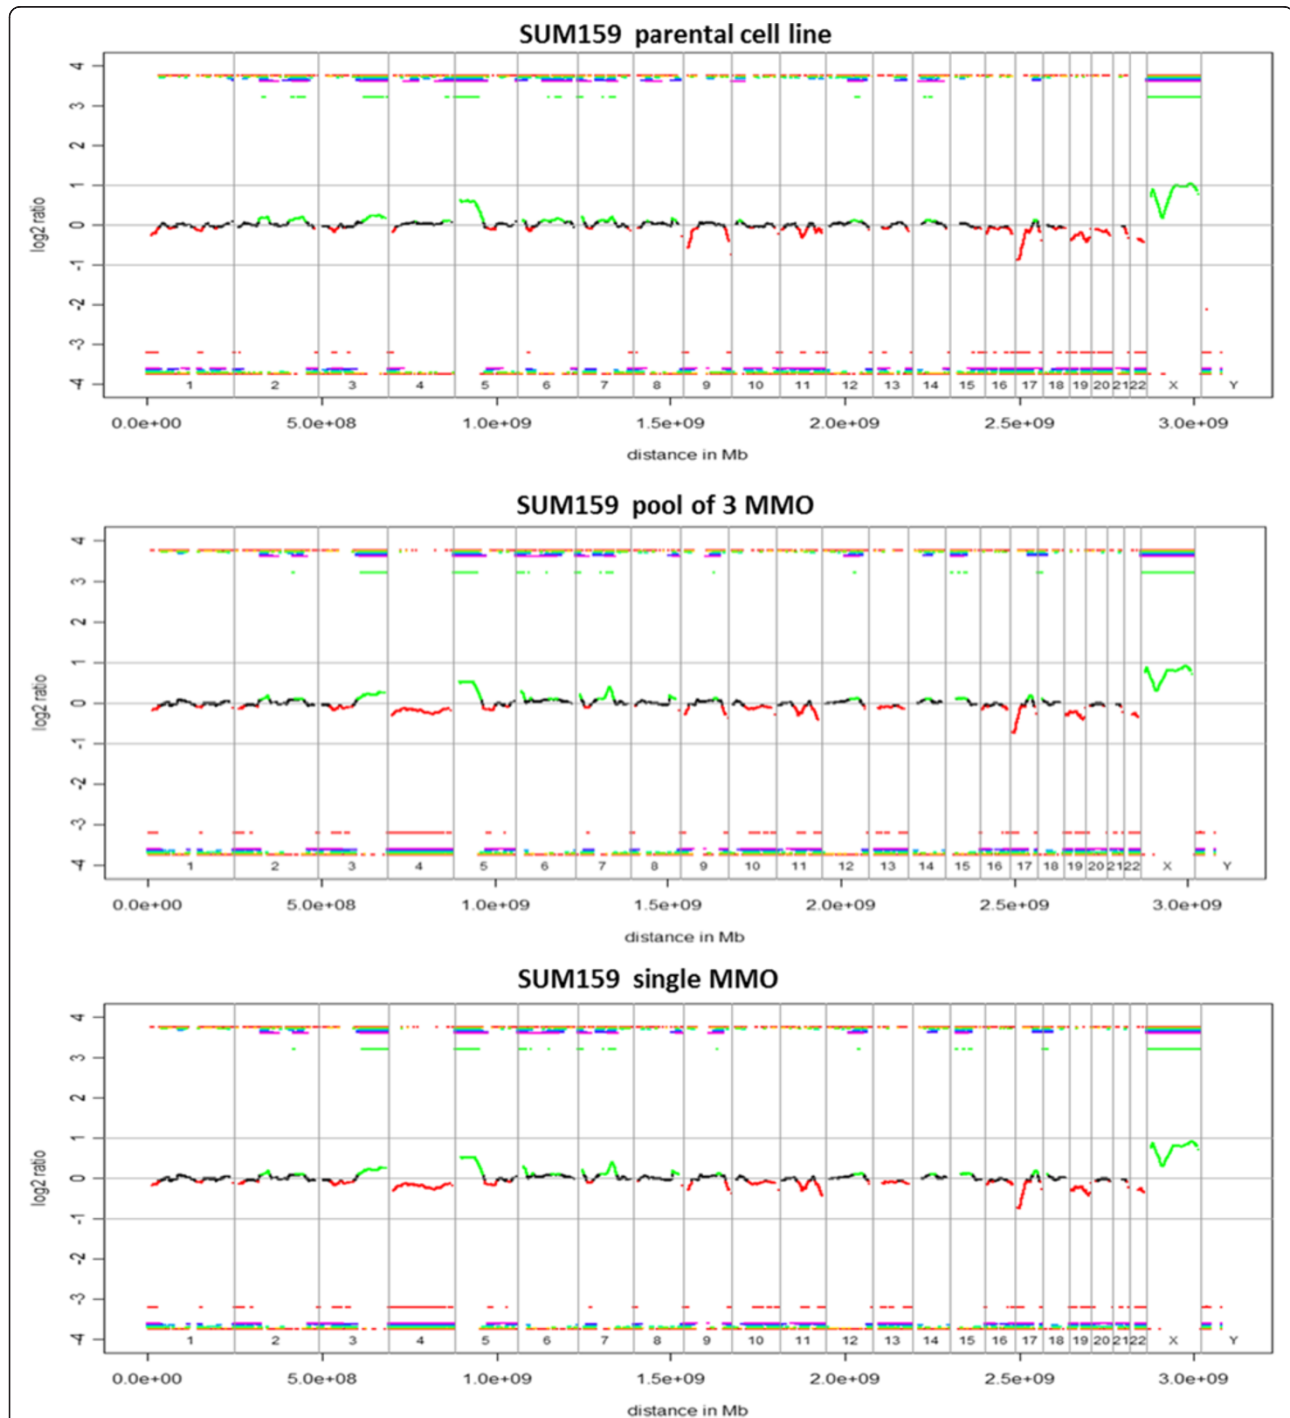 SUM159 parental cell line
4
3
2
1
0
-1
-2
-3
-4
log2 ratio
1 2 3 4 5 6 7 8 9 10 11 12 13 14 15 16 17 18 19 20 21 22 X Y
0.0e+00 5.0e+08 1.0e+09 1.5e+09 2.0e+09 2.5e+09 3.0e+09
distance in Mb
SUM159 pool of 3 MMO
4
3
2
1
0
-1
-2
-3
-4
log2 ratio
1 2 3 4 5 6 7 8 9 10 11 12 13 14 15 16 17 18 19 20 21 22 X Y
0.0e+00 5.0e+08 1.0e+09 1.5e+09 2.0e+09 2.5e+09 3.0e+09
distance in Mb
SUM159 single MMO
4
3
2
1
0
-1
-2
-3
-4
log2 ratio
1 2 3 4 5 6 7 8 9 10 11 12 13 14 15 16 17 18 19 20 21 22 X Y
0.0e+00 5.0e+08 1.0e+09 1.5e+09 2.0e+09 2.5e+09 3.0e+09
distance in Mb